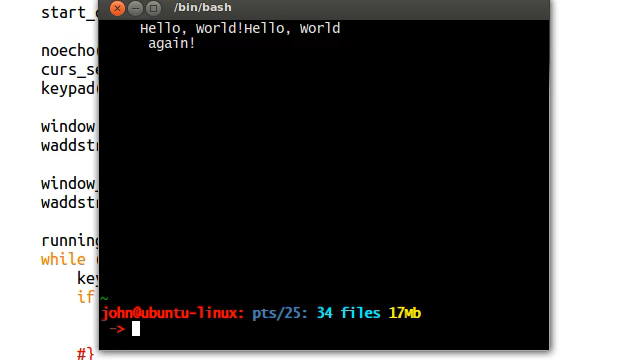 start_
/bin/bash
Hello, world!Hello, world
again!
noecho(
curs_s
keypad(
window
waddst
window_
waddst
running
while
key
if
~
john@ubuntu-linux: pts/25: 34 files 17Mb
->
#}